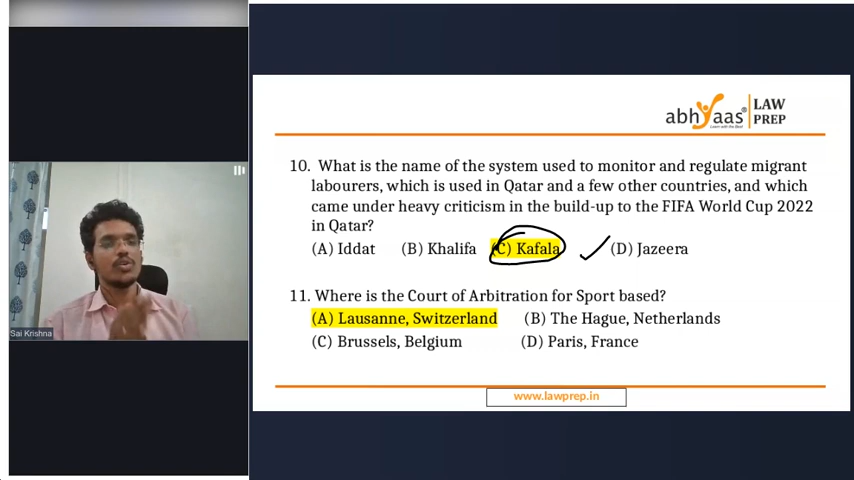 abhyaas® LAW
PREP
10. What is the name of the system used to monitor and regulate migrant
labourers, which is used in Qatar and a few other countries, and which
came under heavy criticism in the build-up to the FIFA World Cup 2022
in Qatar?
(A) Iddat (B) Khalifa (C) Kafala (D) Jazeera
11. Where is the Court of Arbitration for Sport based?
(A) Lausanne, Switzerland (B) The Hague, Netherlands
(C) Brussels, Belgium (D) Paris, France
www.lawprep.in
Sai Krishna